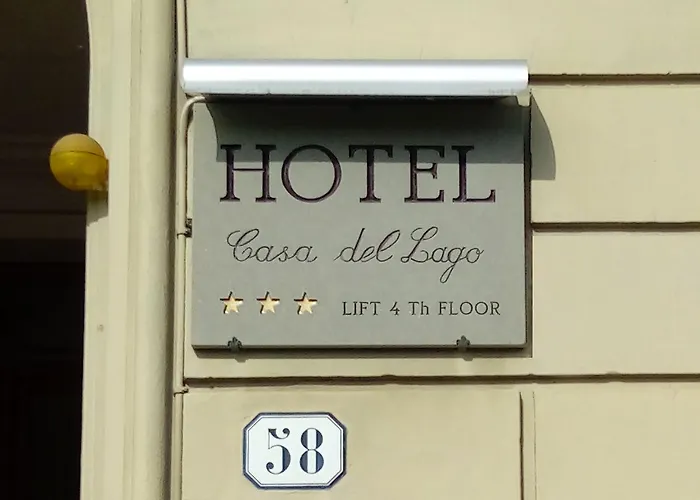 HOTEL
Casa del Lago
LIFT 4 Th FLOOR
58